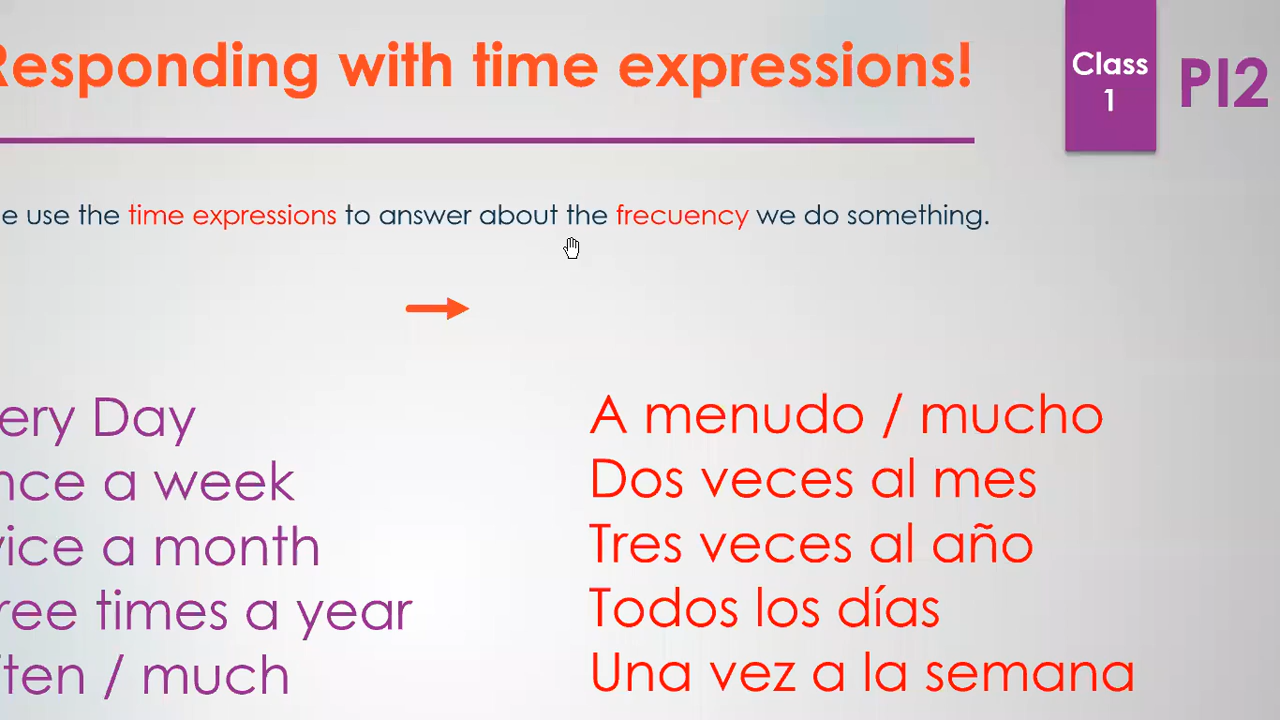 Responding with time expressions!
Class
1
PI2
e use the time expressions to answer about the frecuency we do something.
ery Day
nce a week
ice a month
ree times a year
ten / much
A menudo / mucho
Dos veces al mes
Tres veces al año
Todos los días
Una vez a la semana